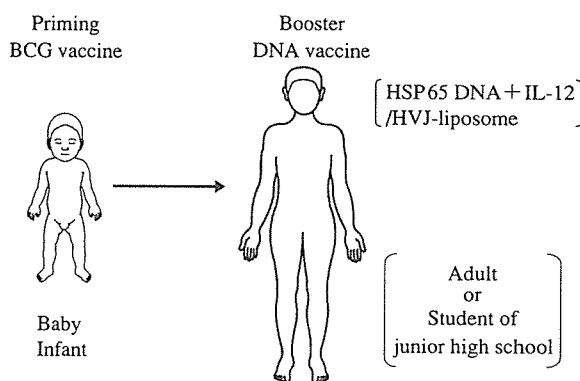 Priming
BCG vaccine
Booster
DNA vaccine
HSP65 DNA+IL-12
/HVJ-liposome
Baby
Infant
Adult
or
Student of
junior high school